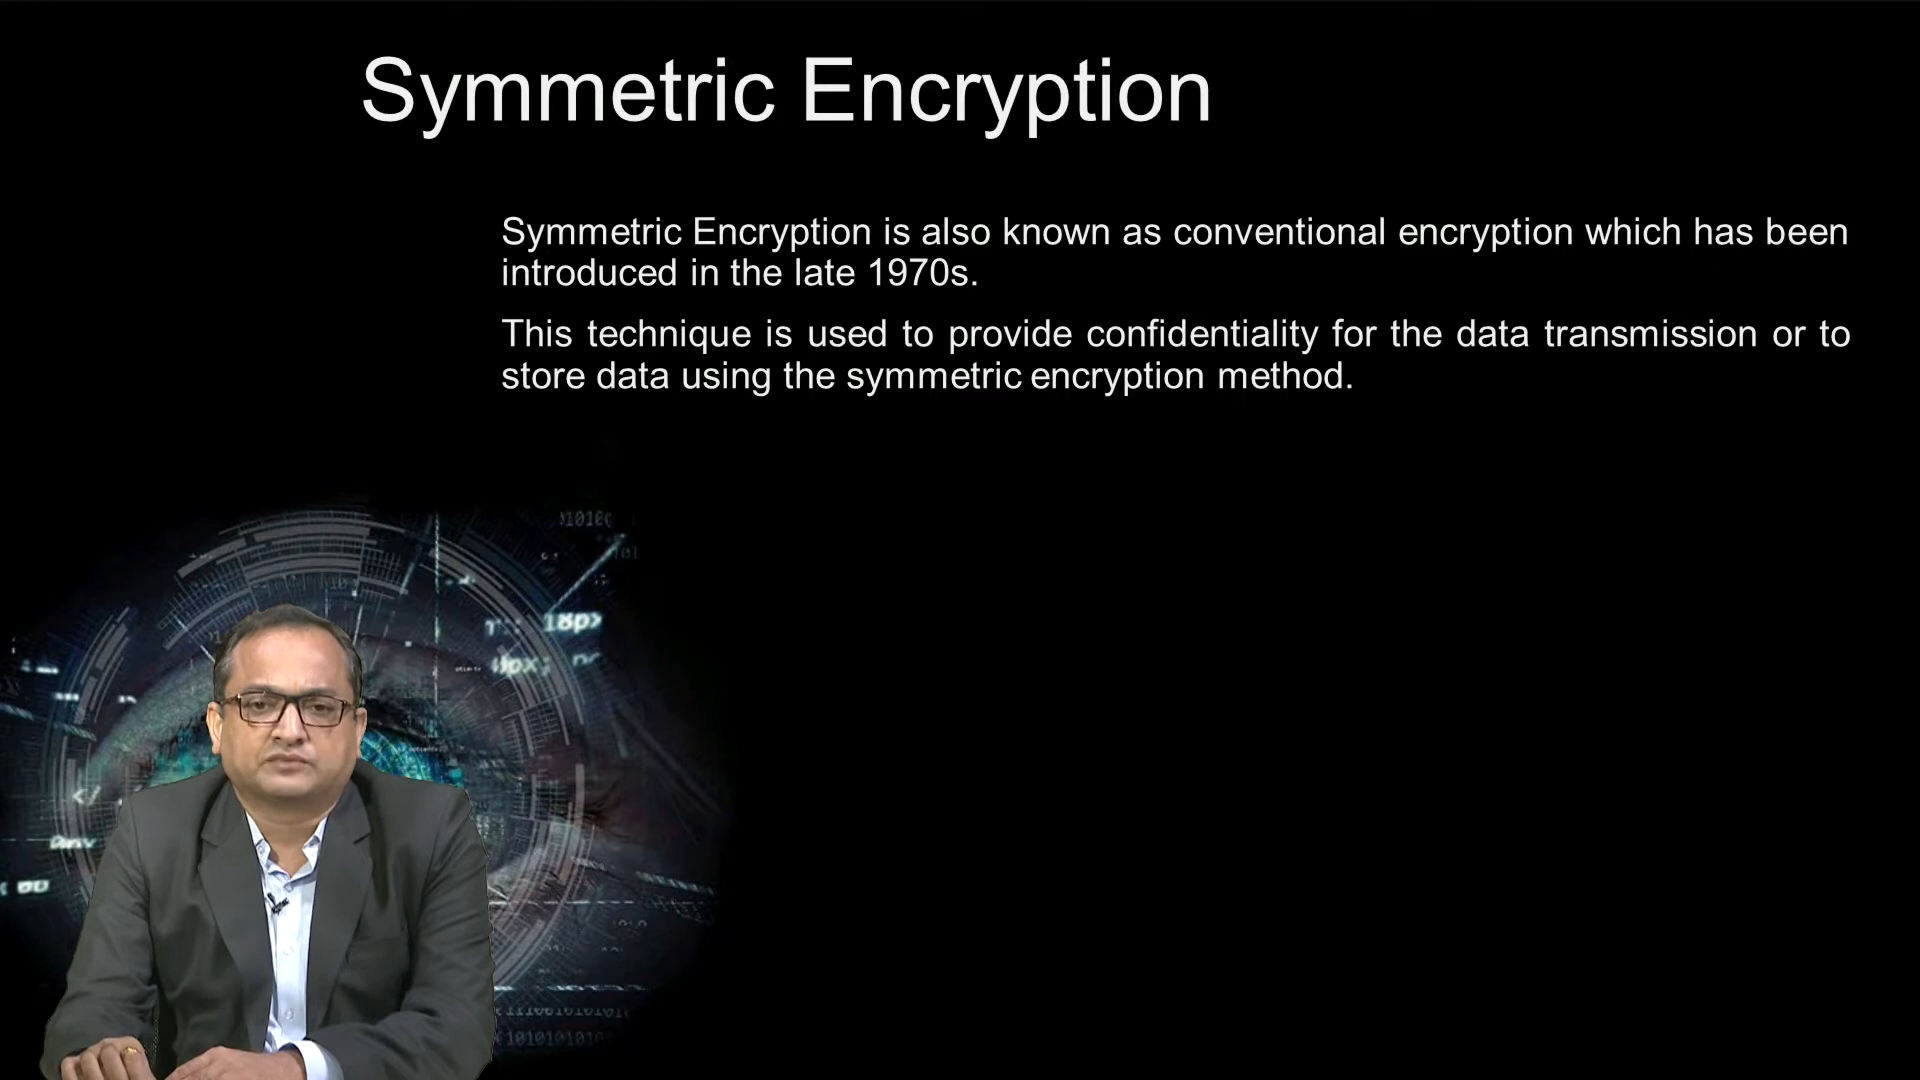 Symmetric Encryption
Symmetric Encryption is also known as conventional encryption which has been
introduced in the late 1970s.
This technique is used to provide confidentiality for the data transmission or to
store data using the symmetric encryption method.
18px